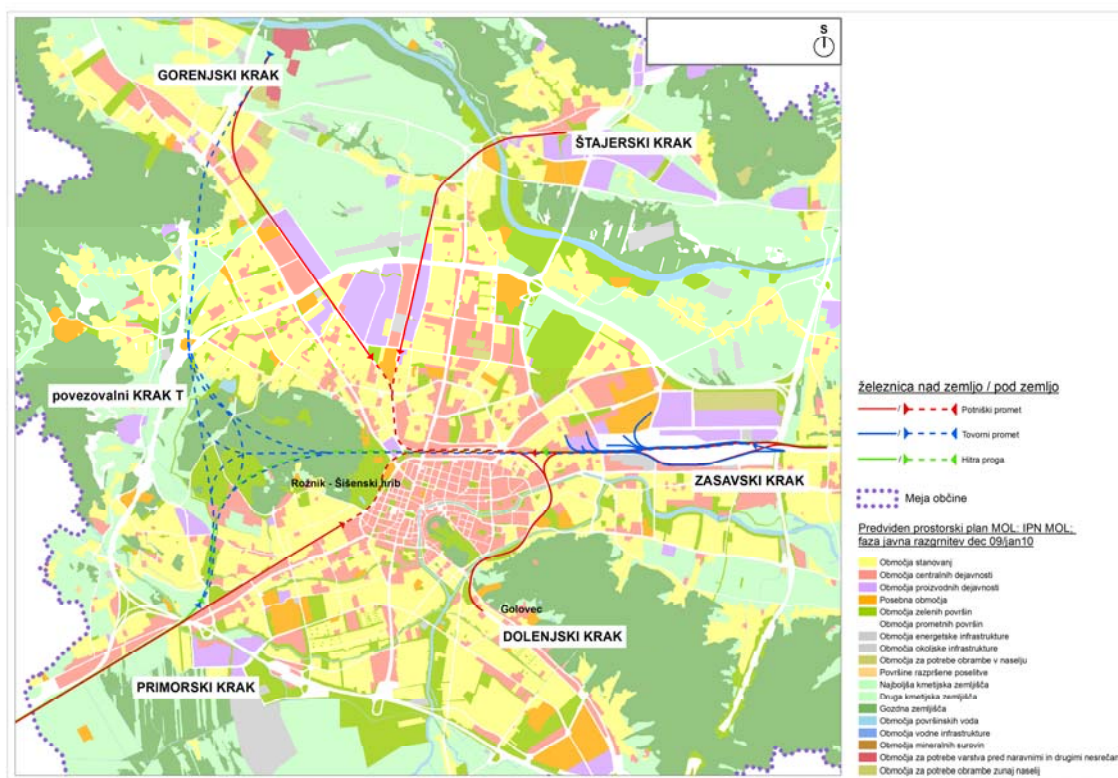 S
GORENJSKI KRAK
ŠTAJERSKI KRAK
povezovalni KRAK T
Rožnik - Šišenski hrib
ZASAVSKI KRAK
Golovec
DOLENJSKI KRAK
PRIMORSKI KRAK
železnica nad zemljo / pod zemljo
Potniški promet
Tovorni promet
Hitra proga
Meja občine
Predviden prostorski plan MOL: IPN MOL;
faza javna razgrnitev dec 09/jan10
Območja stanovanj
Območja centralnih dejavnosti
Območja proizvodnih dejavnosti
Posebna območja
Območja zelenih površin
Območja prometnih površin
Območja energetske infrastrukture
Območja okoljske infrastrukture
Območja za potrebe obrambe v naselju
Površine razpršene poselitve
Najboljša kmetijska zemljišča
Druga kmetijska zemljišča
Gozdna zemljišča
Območja površinskih voda
Območja vodne infrastrukture
Območja mineralnih surovin
Območja za potrebe varstva pred naravnimi in drugimi nesrečam
Območja za potrebe obrambe zunaj naselij